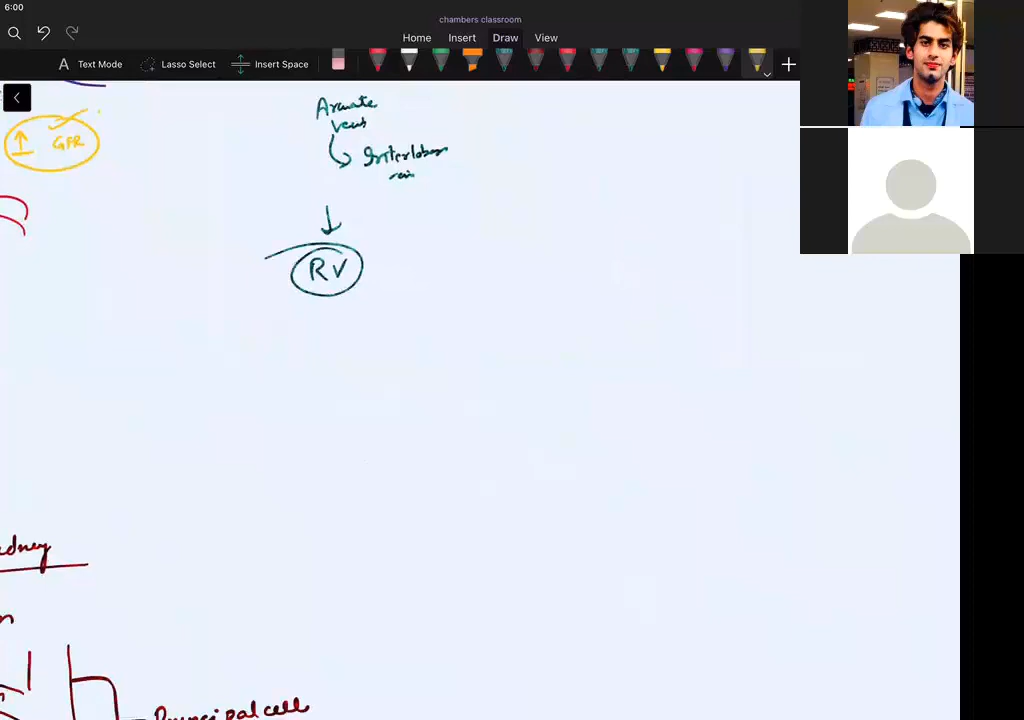 6:00
chambers classroom
Home Insert Draw View
A Text Mode Lasso Select Insert Space
↑ GFR
Arcuate
vein
Interlobar
vein
↓
RV
Principal cell